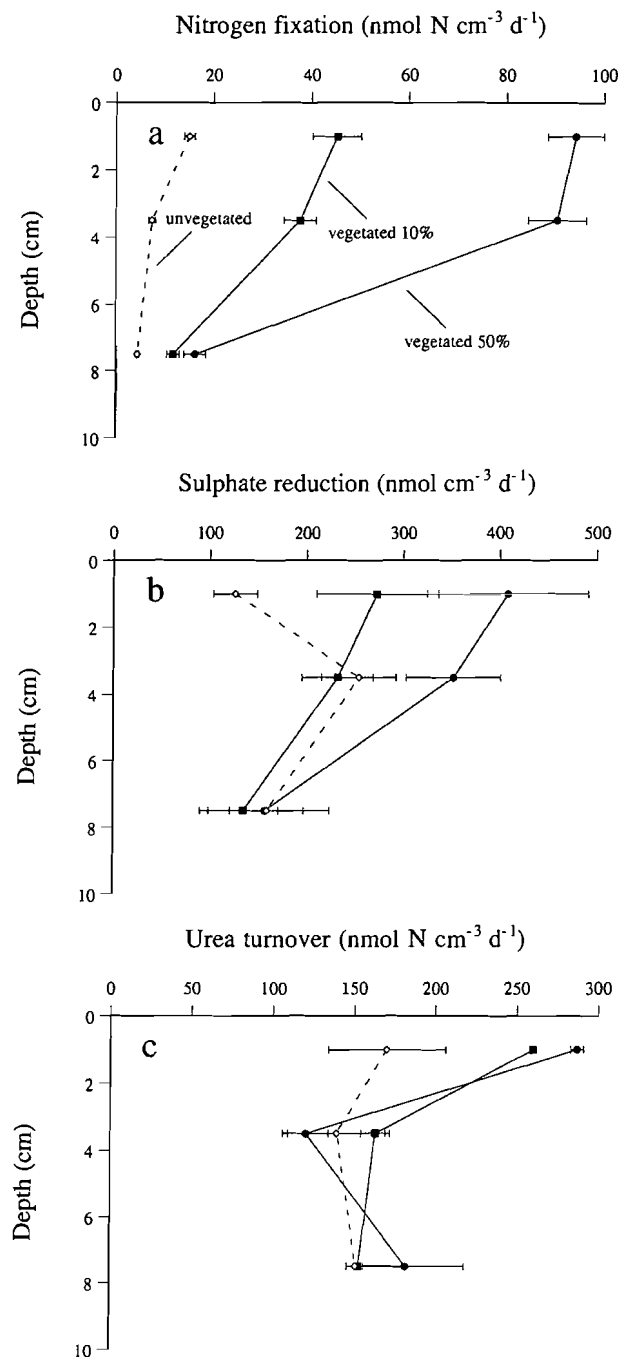 Nitrogen fixation (nmol N cm⁻³ d⁻¹)
0 20 40 60 80 100
0
2
4
6
8
10
Depth (cm)
a
unvegetated
vegetated 10%
vegetated 50%
Sulphate reduction (nmol cm⁻³ d⁻¹)
0 100 200 300 400 500
0
2
4
6
8
10
Depth (cm)
b
Urea turnover (nmol N cm⁻³ d⁻¹)
0 50 100 150 200 250 300
0
2
4
6
8
10
Depth (cm)
c